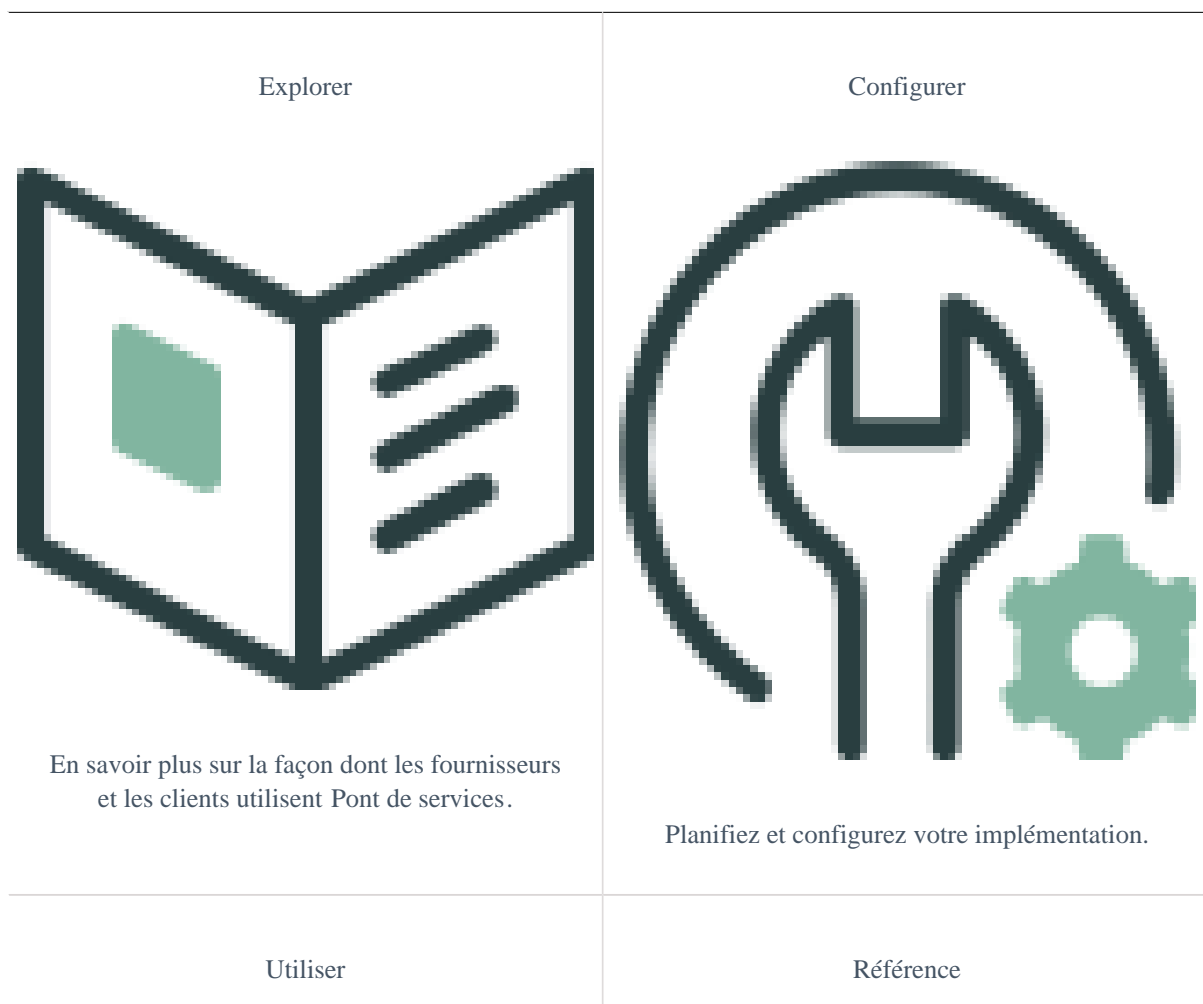 Explorer
Configurer
En savoir plus sur la façon dont les fournisseurs
et les clients utilisent Pont de services.
Planifiez et configurez votre implémentation.
Utiliser
Référence